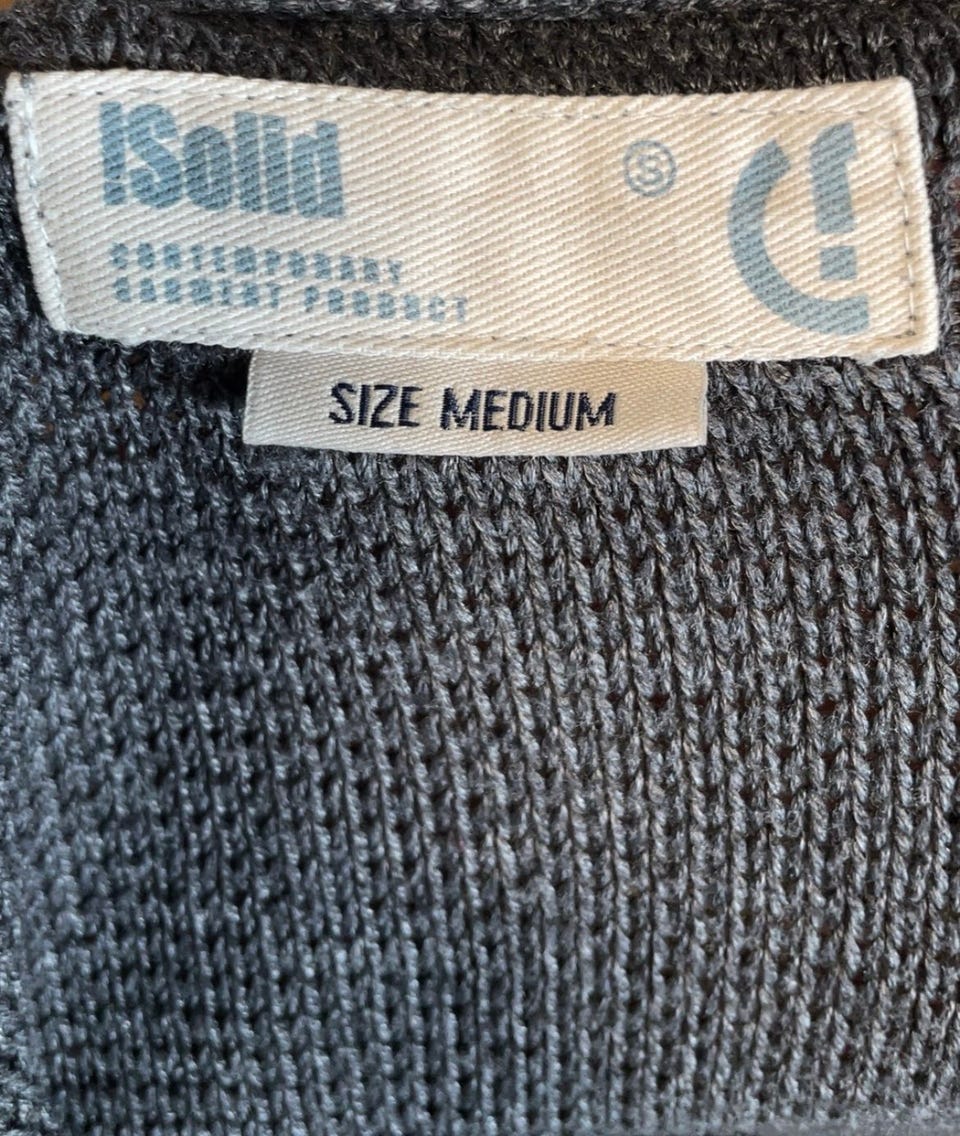 !Solid
Ⓢ
CONTEMPORARY
GARMENT PRODUCT
SIZE MEDIUM